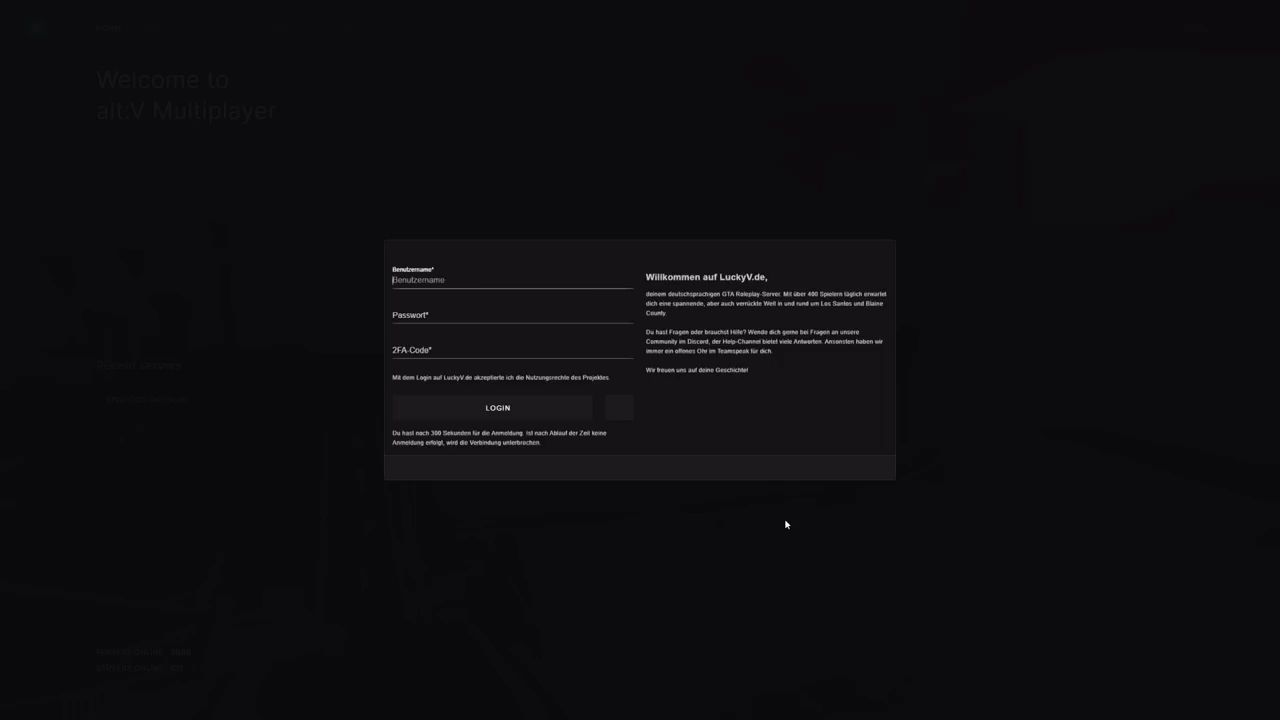 Welcome to
alt:V Multiplayer
Benutzername*
Benutzername
Passwort*
2FA-Code*
Mit dem Login auf LuckyV.de akzeptierte ich die Nutzungsrechte des Projektes.
LOGIN
Du hast noch 300 Sekunden für die Anmeldung. Ist nach Ablauf der Zeit keine
Anmeldung erfolgt, wird die Verbindung unterbrochen.
Willkommen auf LuckyV.de,
deinem deutschsprachigen GTA Roleplay-Server. Mit über 400 Spielern täglich erwartet
dich eine spannende, aber auch verrückte Welt in und rund um Los Santos und Blaine
County.
Du hast Fragen oder brauchst Hilfe? Wende dich gerne bei Fragen an unsere
Community im Discord, der Help-Channel bietet viele Antworten. Ansonsten haben wir
immer ein offenes Ohr im Teamspeak für dich.
Wir freuen uns auf deine Geschichte!